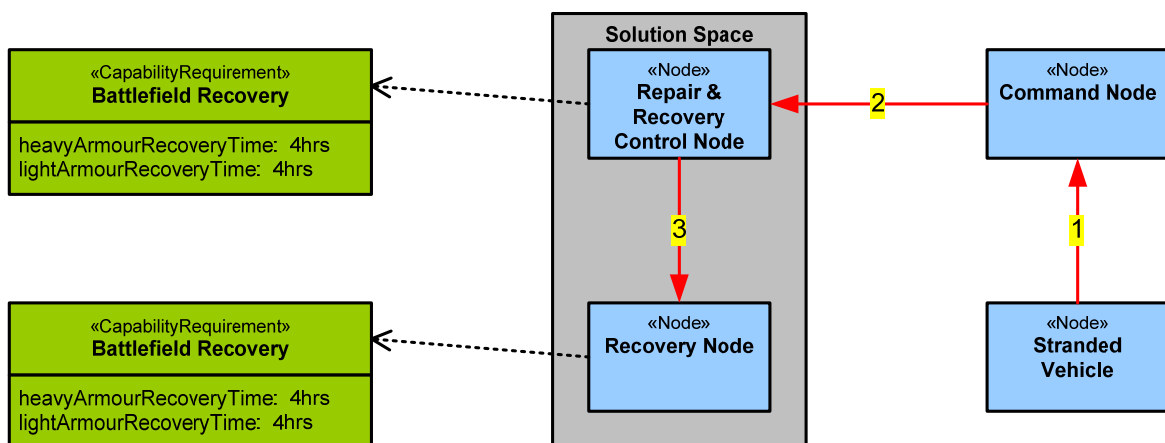 Solution Space
«CapabilityRequirement»
Battlefield Recovery
heavyArmourRecoveryTime: 4hrs
lightArmourRecoveryTime: 4hrs
«Node»
Repair &
Recovery
Control Node
2
«Node»
Command Node
3
1
«CapabilityRequirement»
Battlefield Recovery
heavyArmourRecoveryTime: 4hrs
lightArmourRecoveryTime: 4hrs
«Node»
Recovery Node
«Node»
Stranded
Vehicle